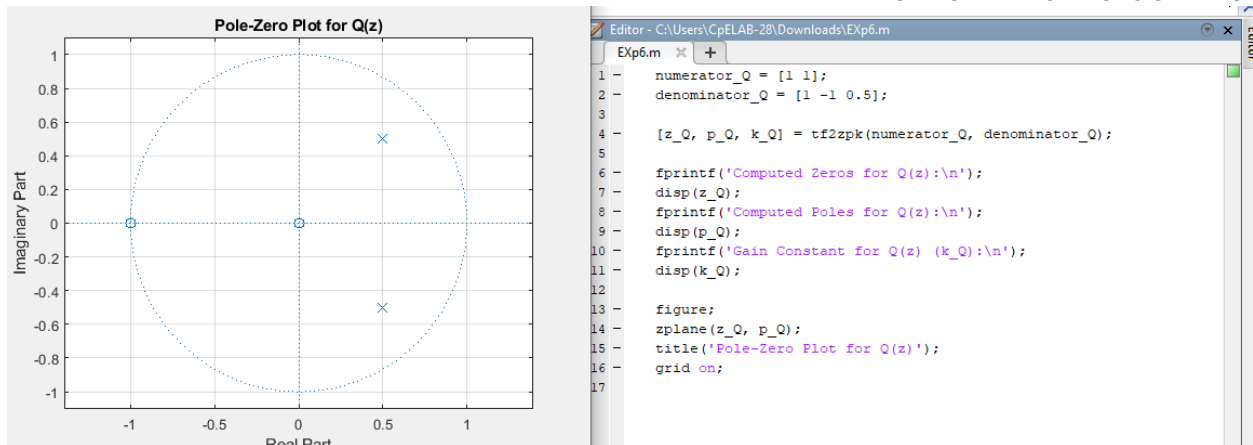 Pole-Zero Plot for Q(z)
1
0.8
0.6
0.4
0.2
0
-0.2
-0.4
-0.6
-0.8
-1
Imaginary Part
-1 -0.5 0 0.5 1
Real Part
Editor - C:\Users\CpELAB-28\Downloads\EXp6.m
EXp6.m
1 - numerator_Q = [1 1];
2 - denominator_Q = [1 -1 0.5];
3
4 - [z_Q, p_Q, k_Q] = tf2zpk(numerator_Q, denominator_Q);
5
6 - fprintf('Computed Zeros for Q(z):\n');
7 - disp(z_Q);
8 - fprintf('Computed Poles for Q(z):\n');
9 - disp(p_Q);
10 - fprintf('Gain Constant for Q(z) (k_Q):\n');
11 - disp(k_Q);
12
13 - figure;
14 - zplane(z_Q, p_Q);
15 - title('Pole-Zero Plot for Q(z)');
16 - grid on;
17
Editor